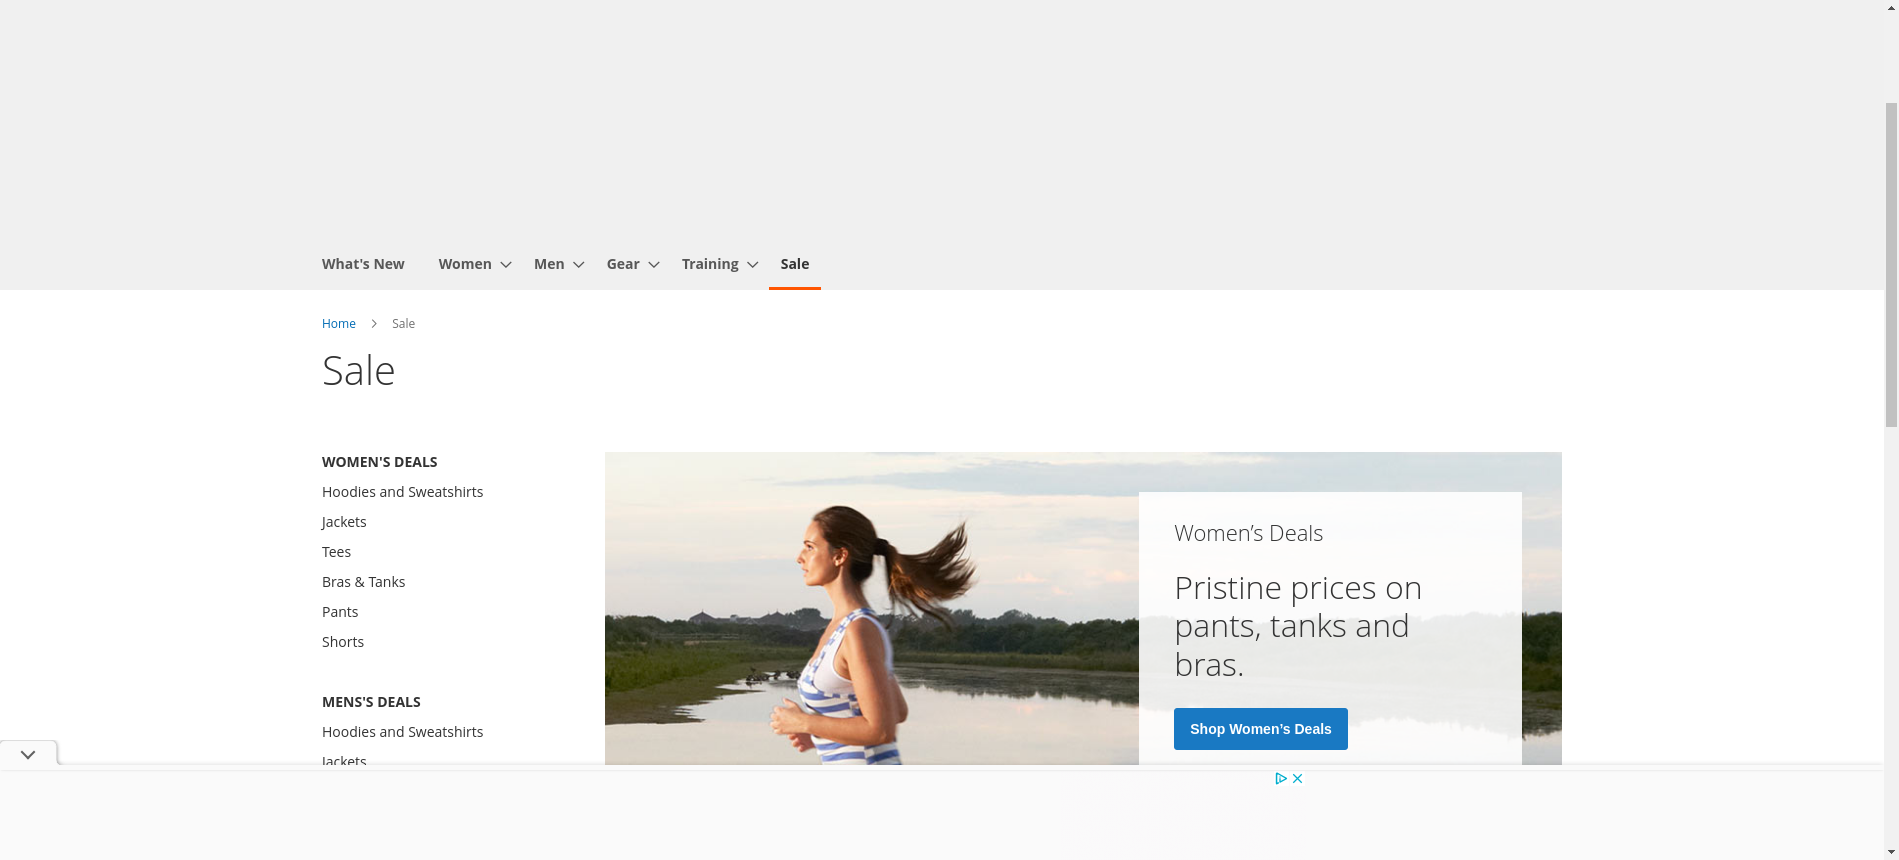 What's New Women Men Gear Training Sale
Home Sale
Sale
WOMEN'S DEALS
Hoodies and Sweatshirts
Jackets
Tees
Bras & Tanks
Pants
Shorts
MENS'S DEALS
Hoodies and Sweatshirts
Jackets
Women’s Deals
Pristine prices on
pants, tanks and
bras.
Shop Women’s Deals